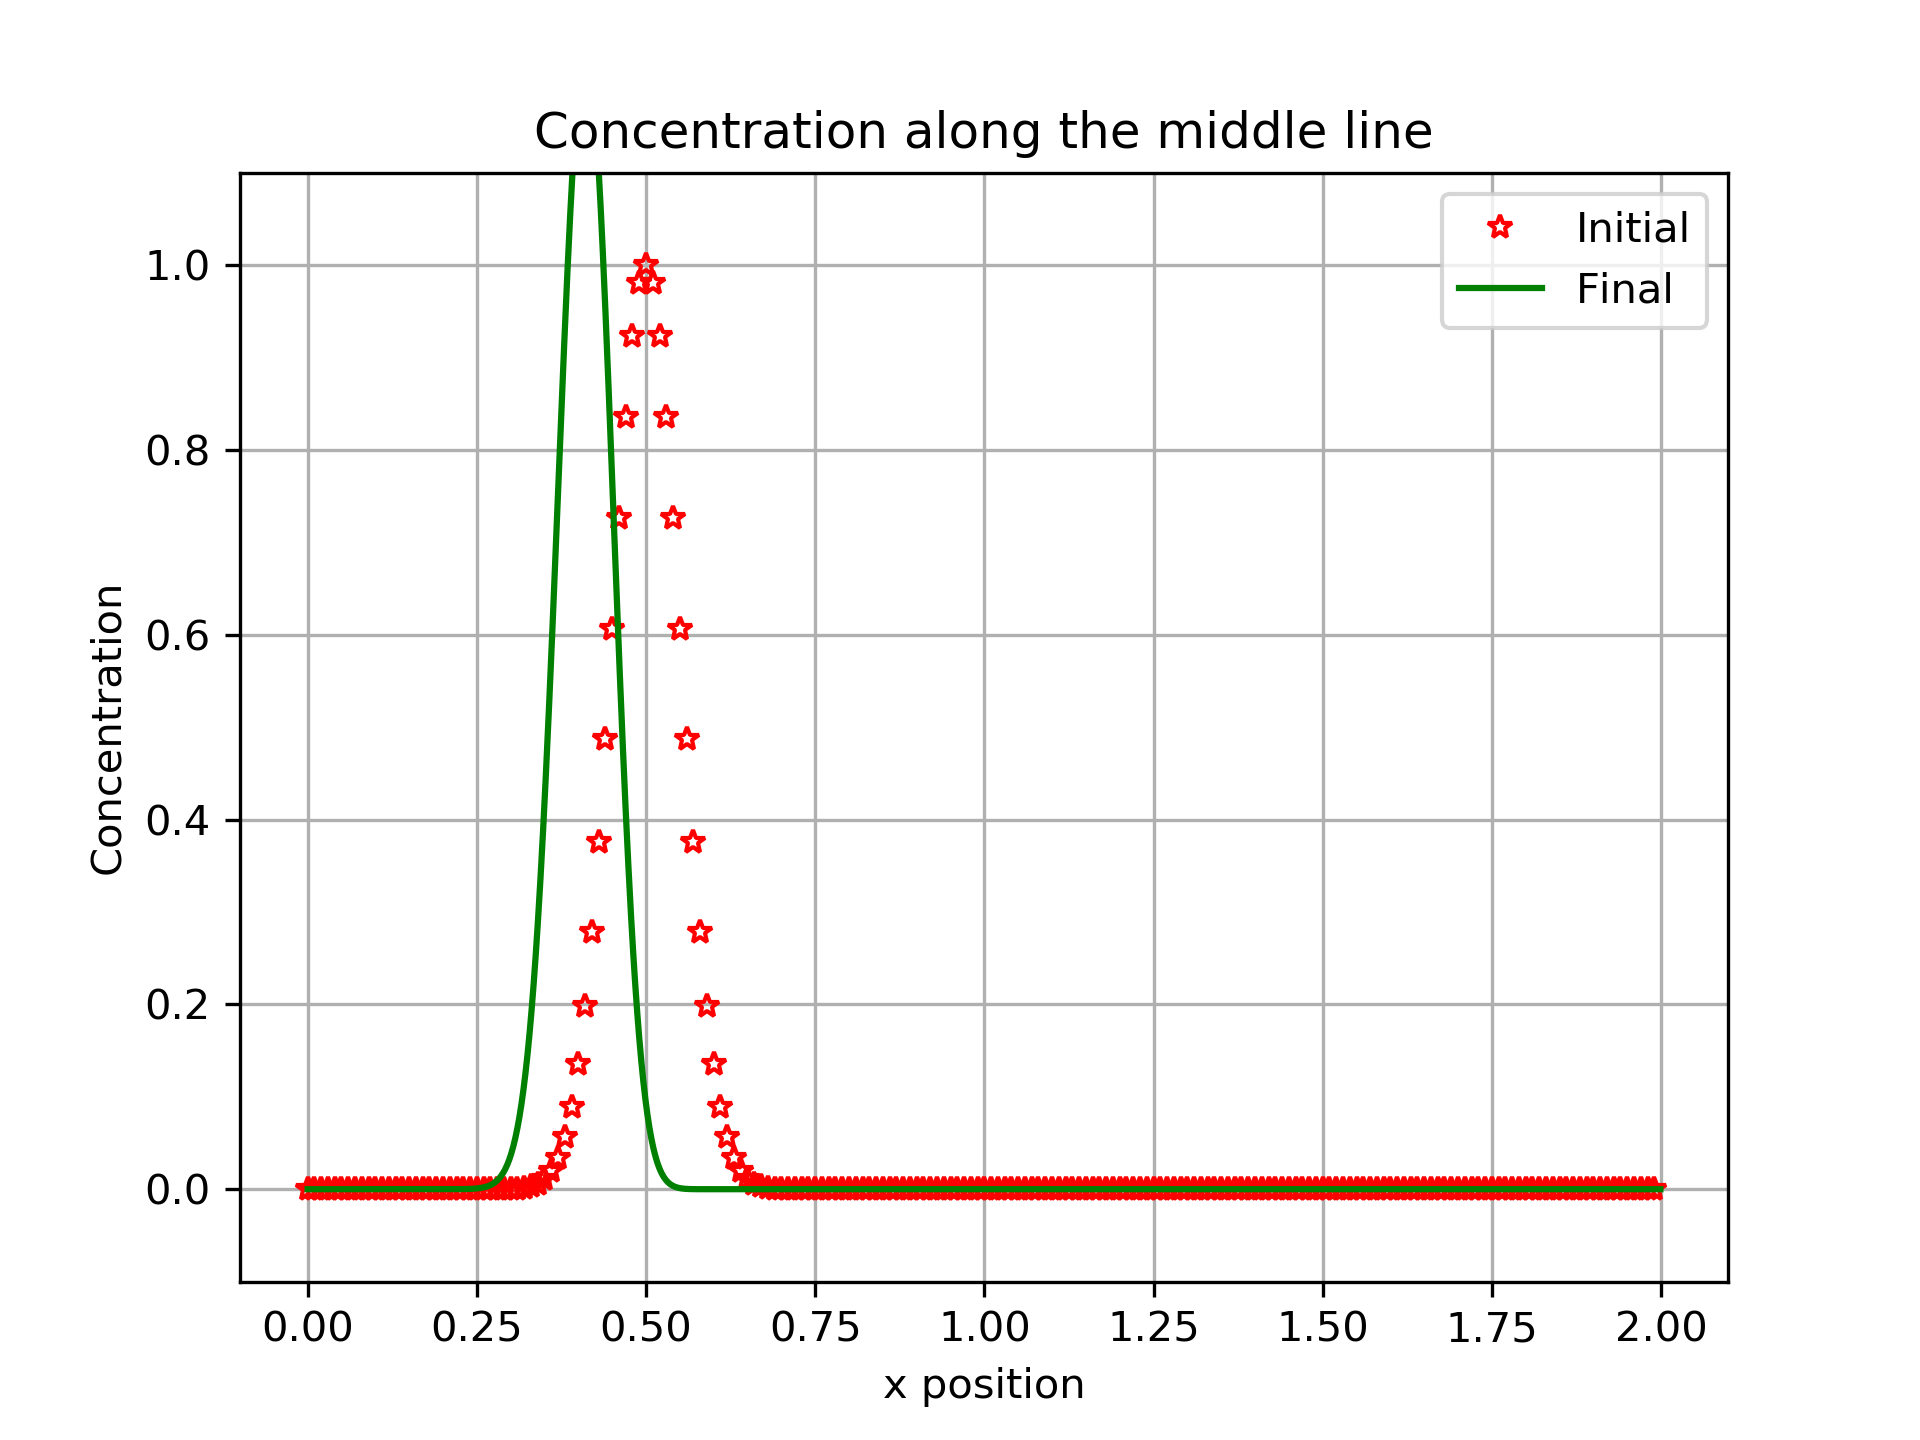 Concentration along the middle line
Initial
Final
1.0
0.8
0.6
0.4
0.2
0.0
Concentration
0.00 0.25 0.50 0.75 1.00 1.25 1.50 1.75 2.00
x position